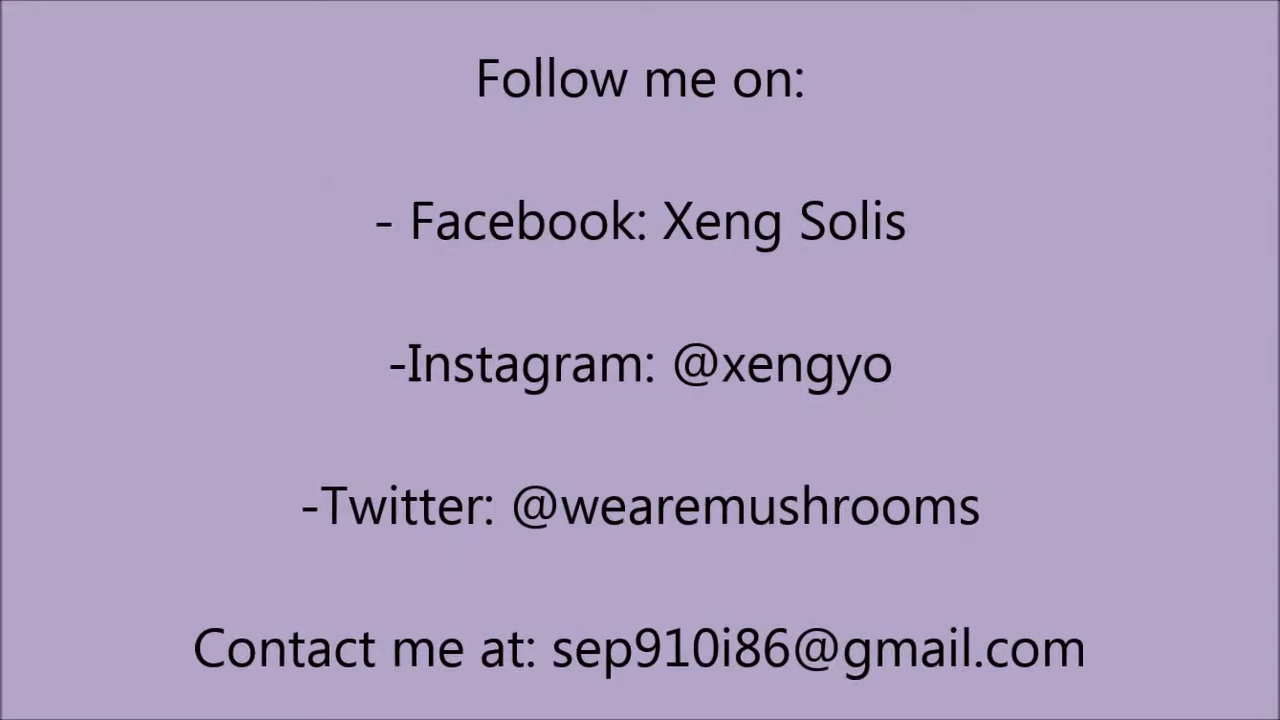 Follow me on:
- Facebook: Xeng Solis
-Instagram: @xengyo
-Twitter: @wearemushrooms
Contact me at: sep910i86@gmail.com